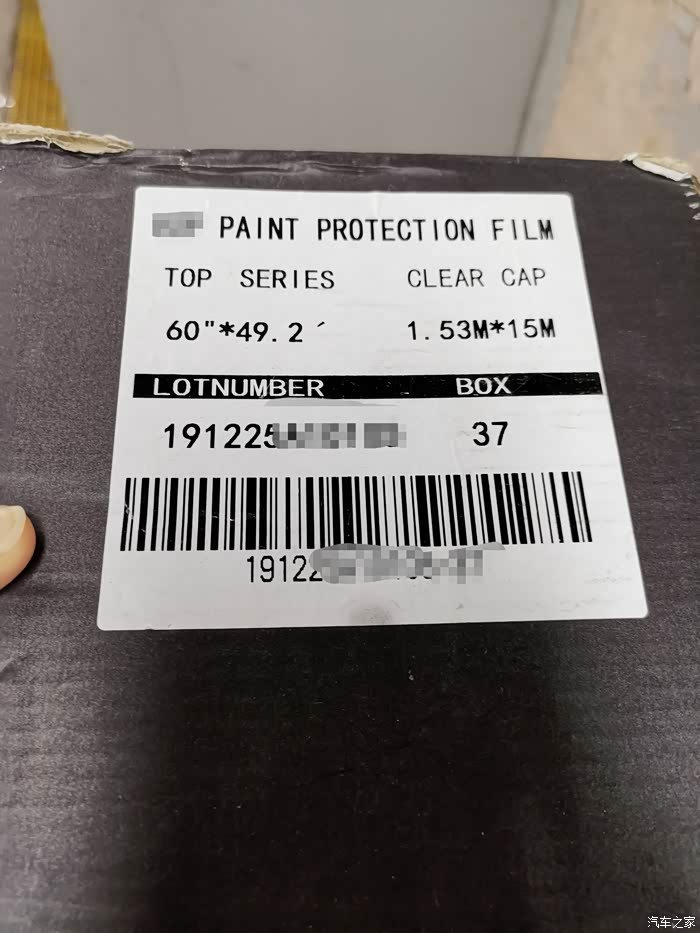 PAINT PROTECTION FILM
TOP SERIES CLEAR CAP
60"*49.2´ 1.53M*15M
LOTNUMBER BOX
191225 37
19122
汽车之家